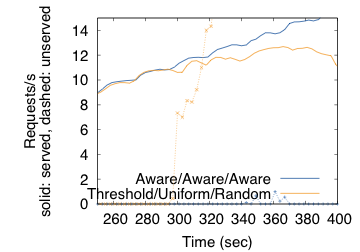 Requests/s
solid: served, dashed: unserved
14
12
10
8
6
4
2
0
Aware/Aware/Aware
Threshold/Uniform/Random
260 280 300 320 340 360 380 400
Time (sec)